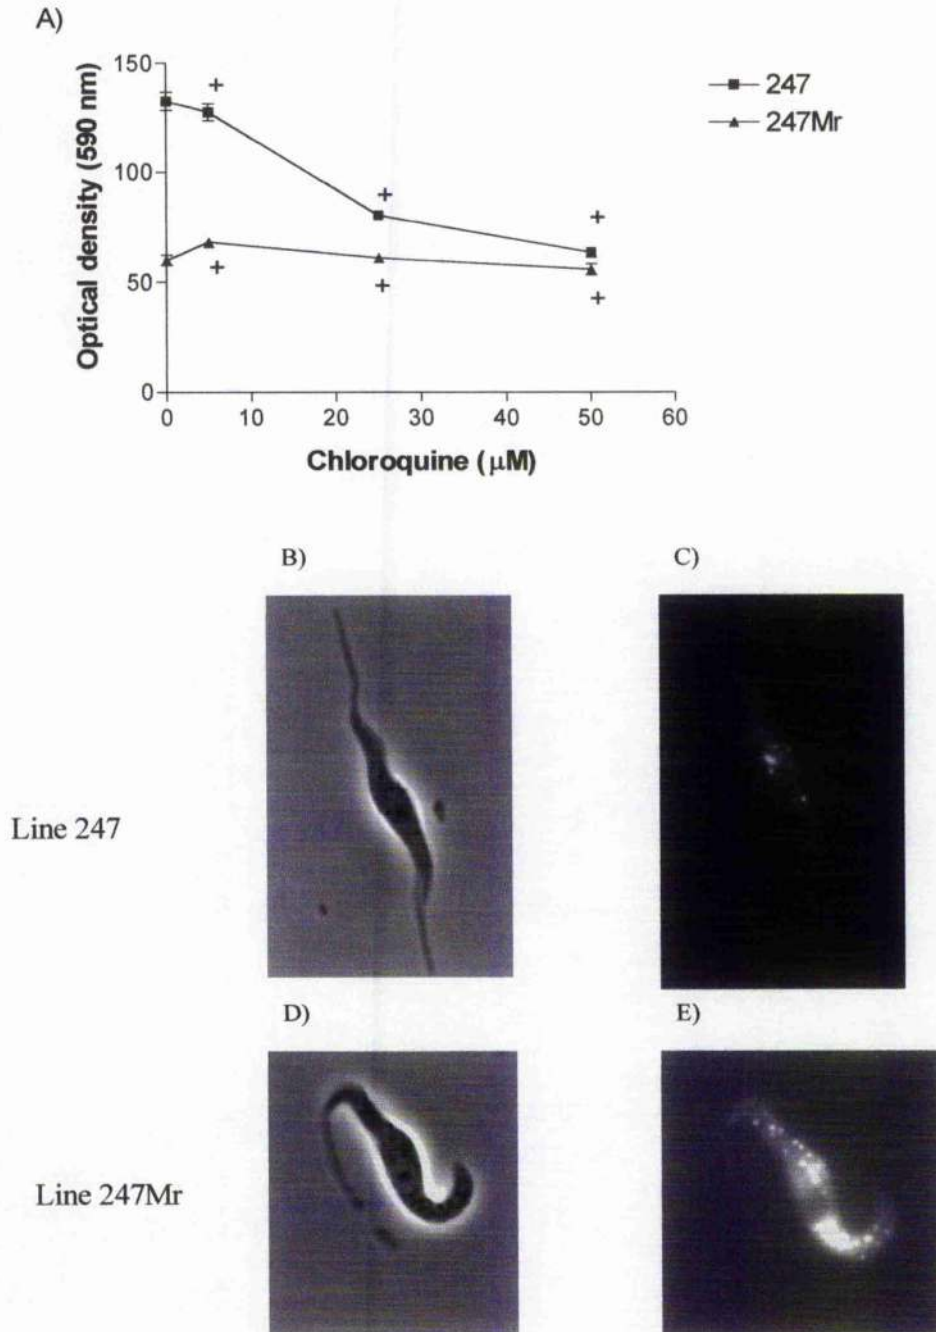 A)
Optical density (590 nm)
150
100
50
0
0 10 20 30 40 50 60
Chloroquine (μM)
247
247Mr
+
+
+
+
+
+
B)
C)
Line 247
D)
E)
Line 247Mr